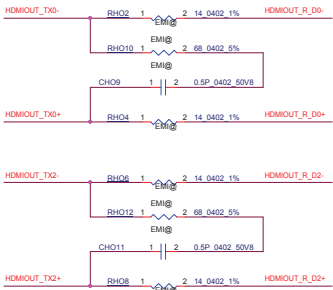 HDMIOUT_TX0- RHO2 1 2 14_0402_1% HDMIOUT_R_D0-
EMI@
EMI@
RHO10 1 2 68_0402_5%
EMI@
CHO9 1 2 0.5P_0402_50V8
HDMIOUT_TX0+ RHO4 1 2 14_0402_1% HDMIOUT_R_D0+
EMI@
HDMIOUT_TX2- RHO6 1 2 14_0402_1% HDMIOUT_R_D2-
EMI@
RHO12 1 2 68_0402_5%
EMI@
CHO11 1 2 0.5P_0402_50V8
HDMIOUT_TX2+ RHO8 1 2 14_0402_1% HDMIOUT_R_D2+
EMI@